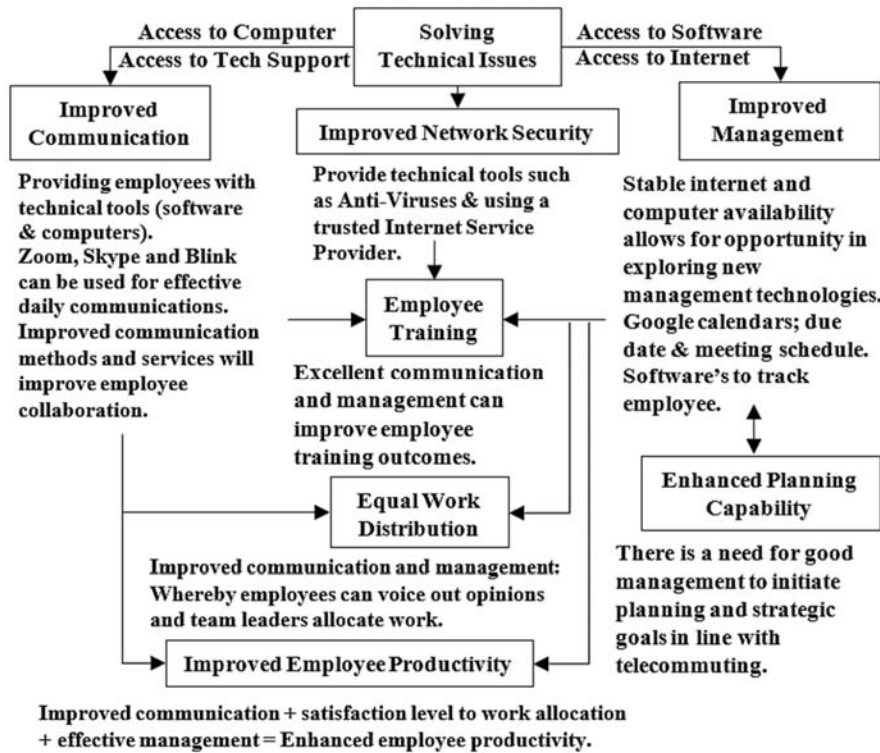 Access to Computer
Access to Tech Support
Solving
Technical Issues
Access to Software
Access to Internet
Improved
Communication
Improved Network Security
Improved
Management
Providing employees with
technical tools (software
& computers).
Zoom, Skype and Blink
can be used for effective
daily communications.
Improved communication
methods and services will
improve employee
collaboration.
Provide technical tools such
as Anti-Viruses & using a
trusted Internet Service
Provider.
Stable internet and
computer availability
allows for opportunity in
exploring new
management technologies.
Google calendars; due
date & meeting schedule.
Software's to track
employee.
Employee
Training
Excellent communication
and management can
improve employee
training outcomes.
Enhanced Planning
Capability
Equal Work
Distribution
There is a need for good
management to initiate
planning and strategic
goals in line with
telecommuting.
Improved communication and management:
Whereby employees can voice out opinions
and team leaders allocate work.
Improved Employee Productivity
Improved communication + satisfaction level to work allocation
+ effective management = Enhanced employee productivity.